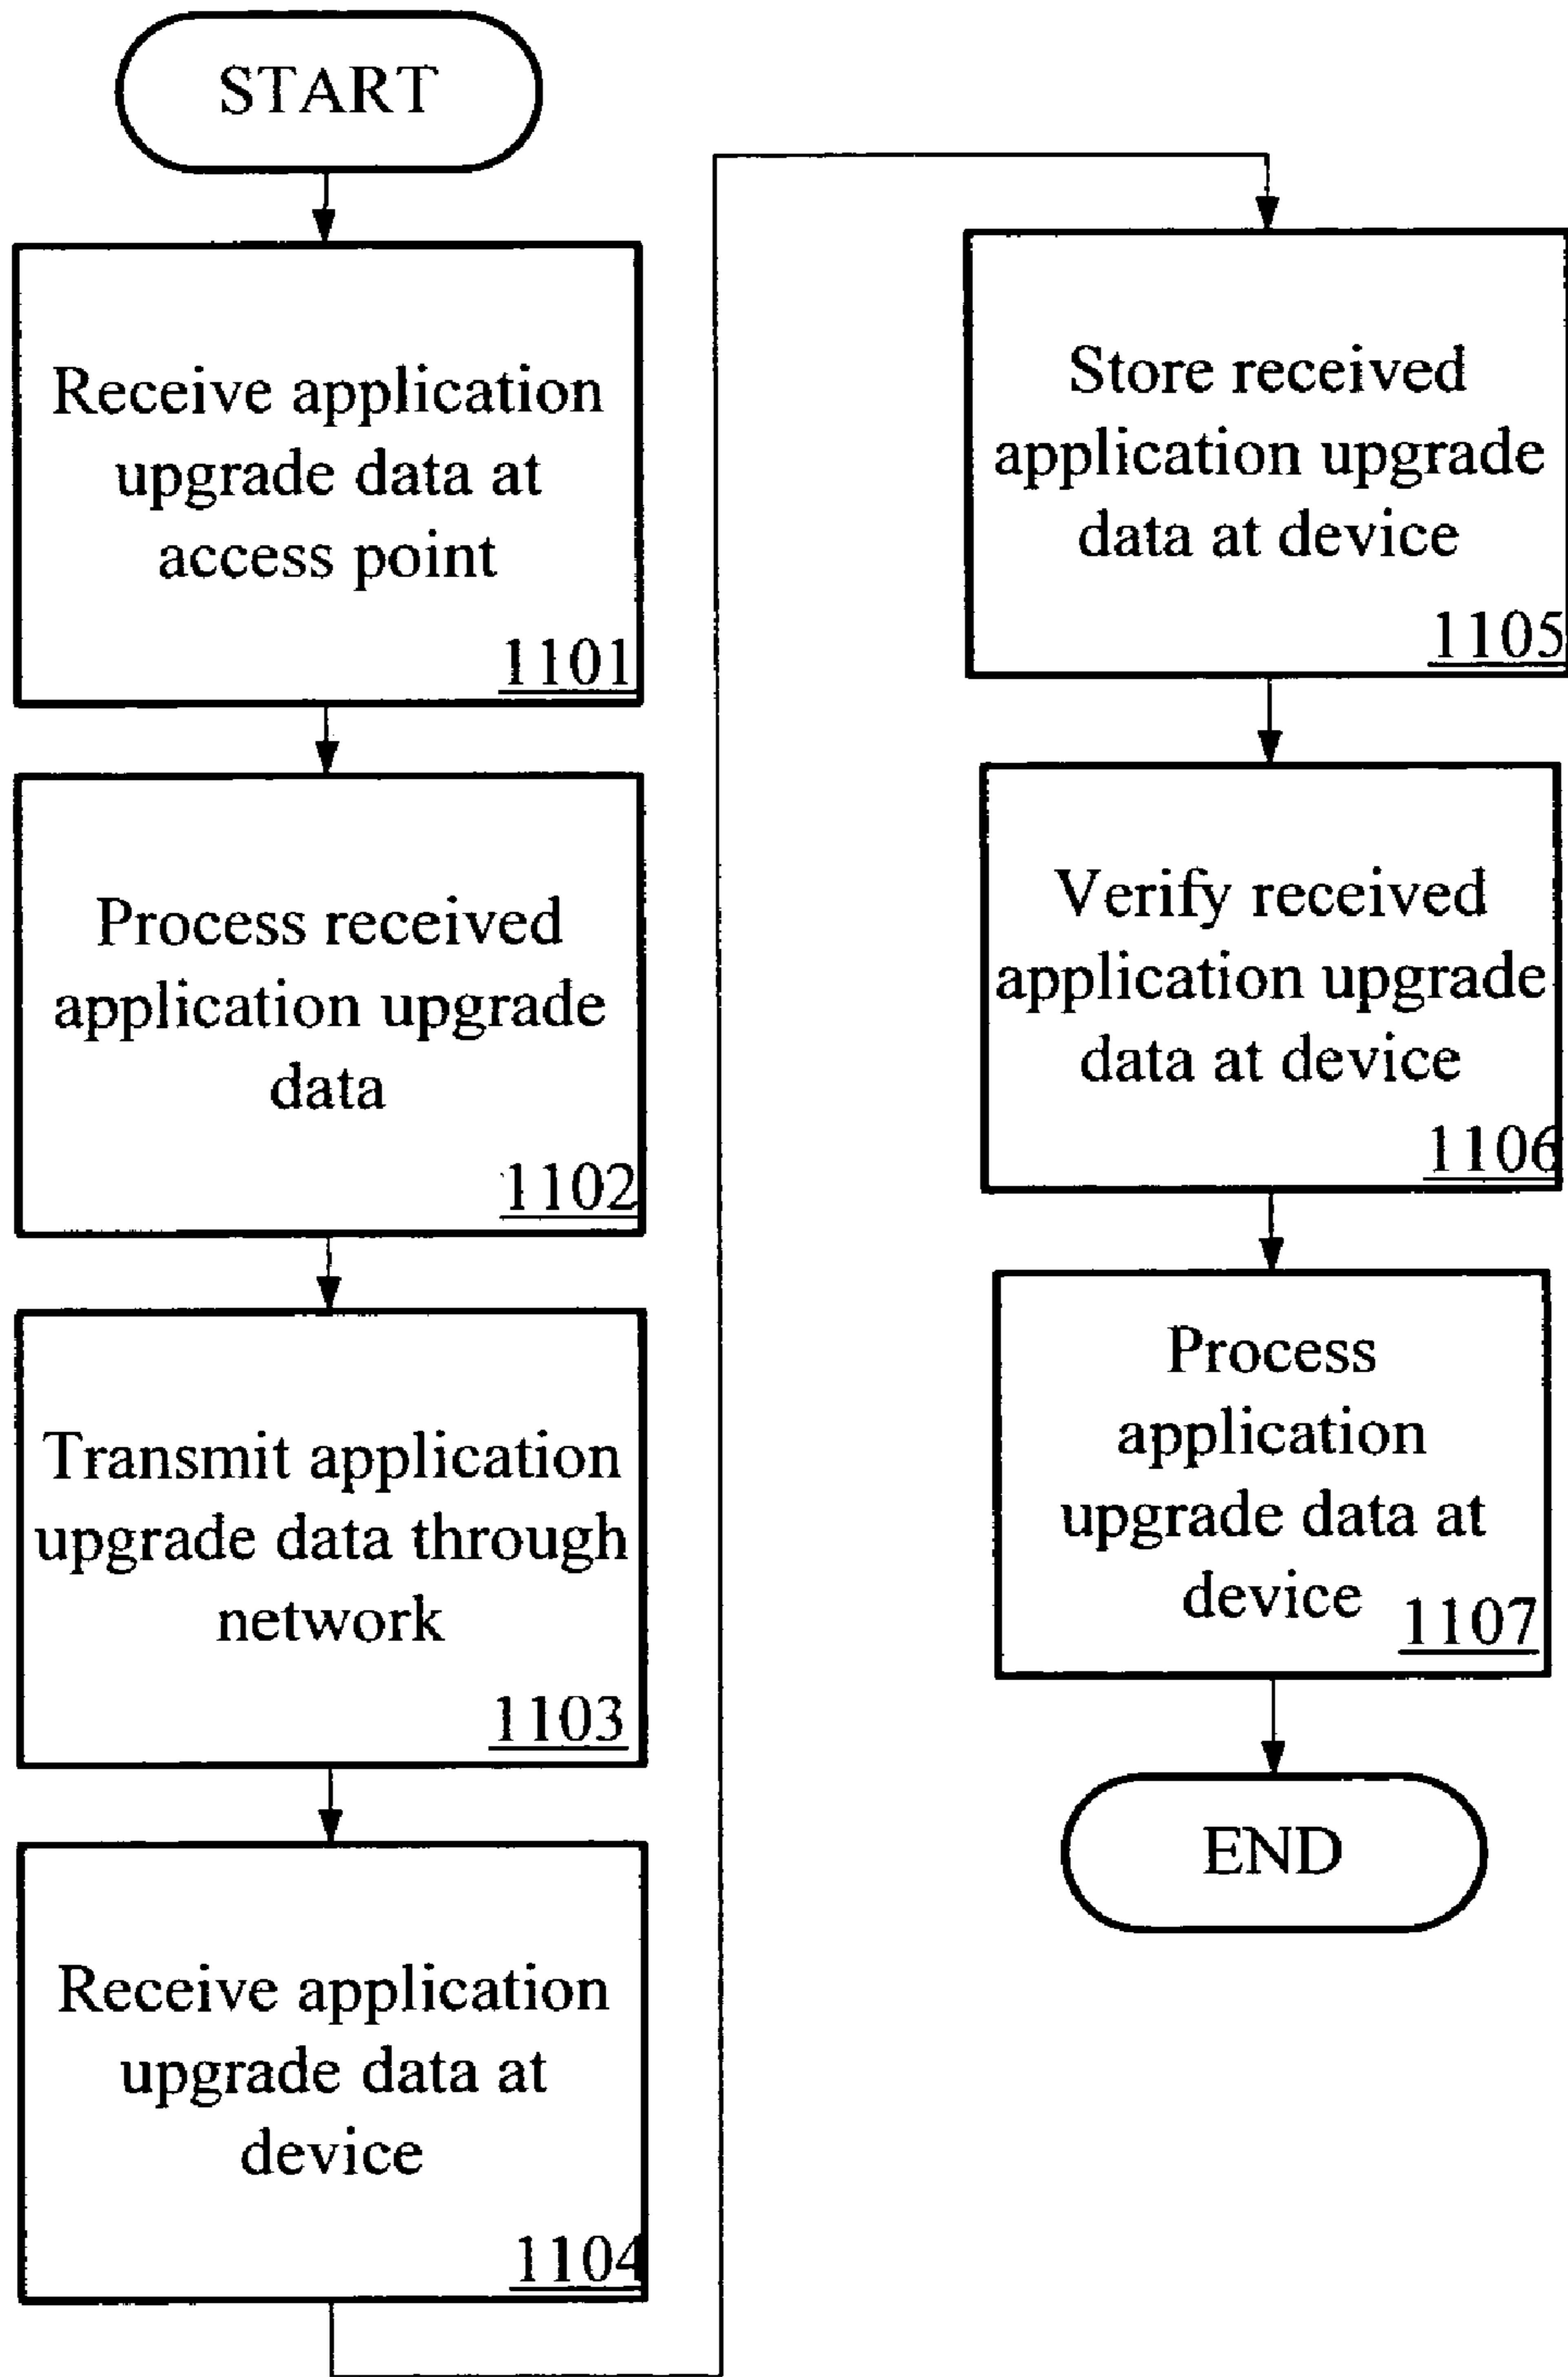 START
Receive application
upgrade data at
access point
1101
Process received
application upgrade
data
1102
Transmit application
upgrade data through
network
1103
Receive application
upgrade data at
device
1104
Store received
application upgrade
data at device
1105
Verify received
application upgrade
data at device
1106
Process
application
upgrade data at
device
1107
END